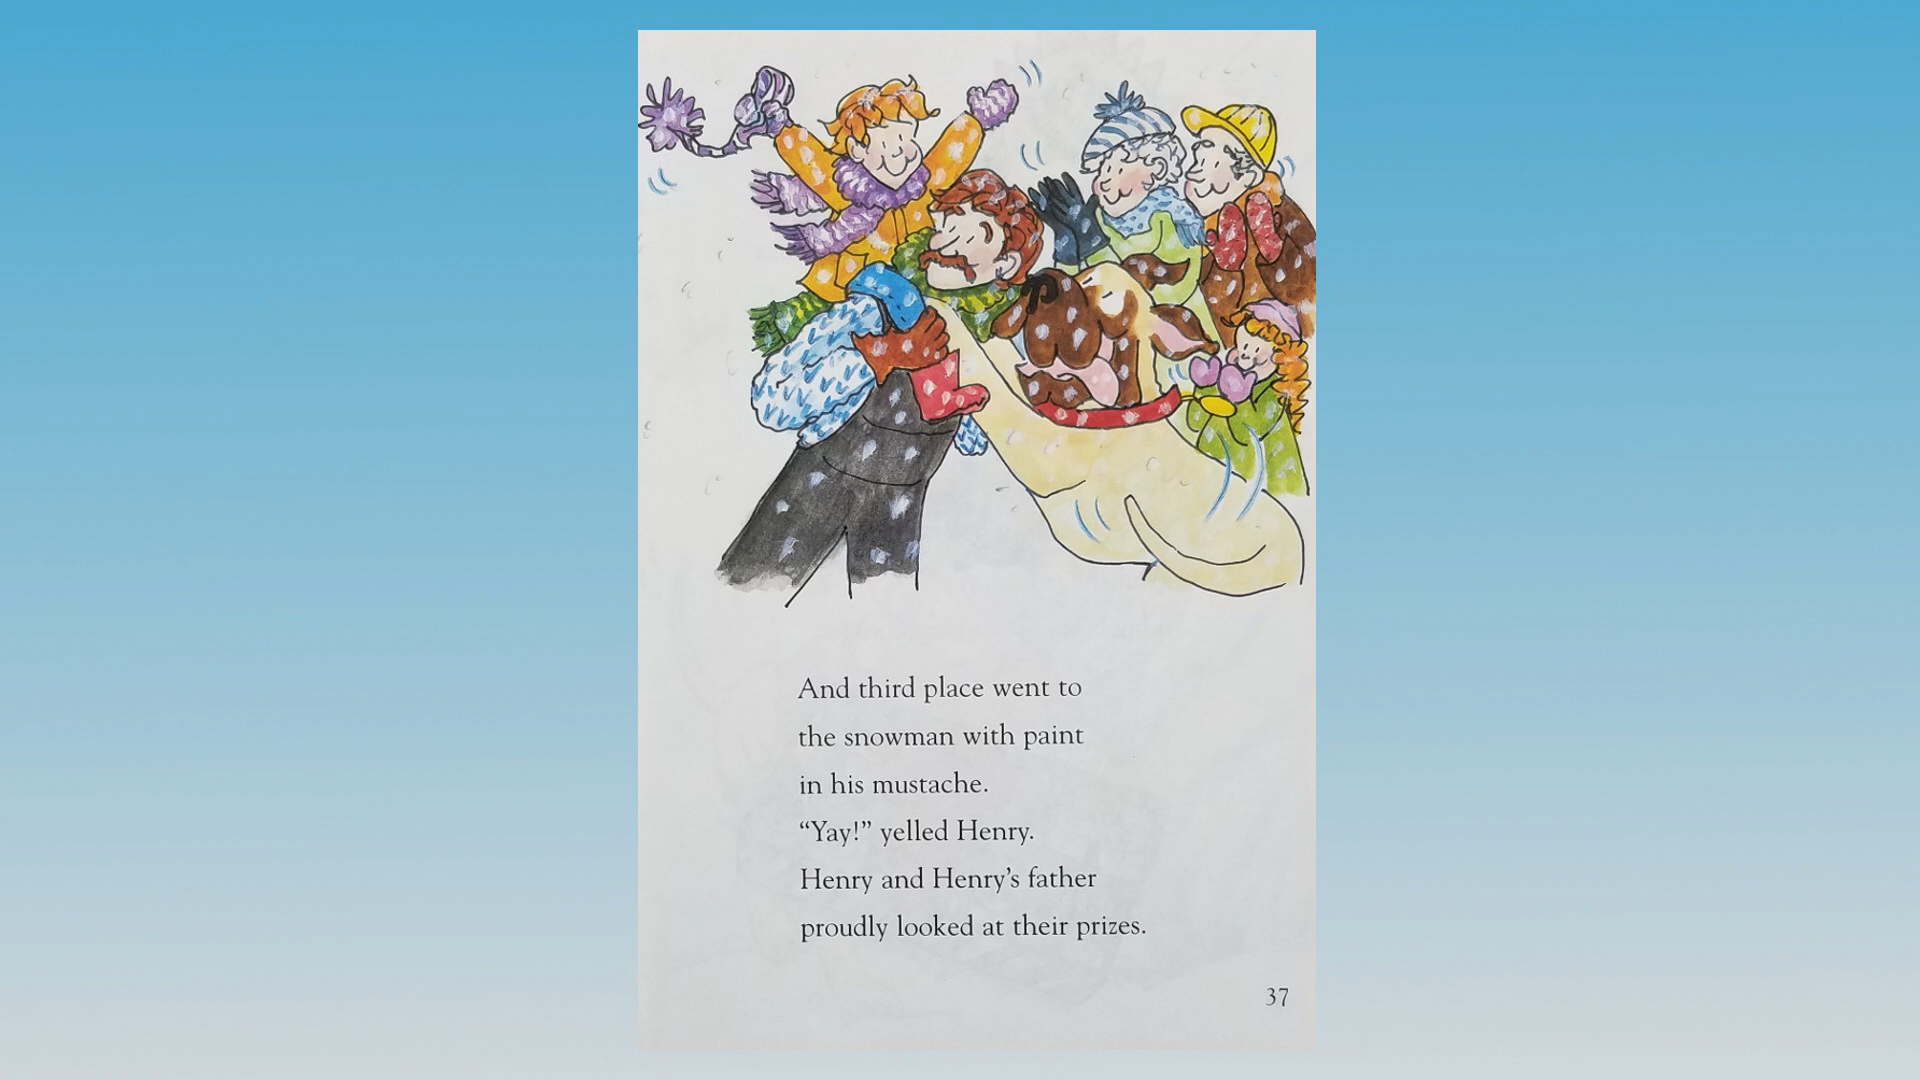 And third place went to
the snowman with paint
in his mustache.
“Yay!” yelled Henry.
Henry and Henry’s father
proudly looked at their prizes.
37